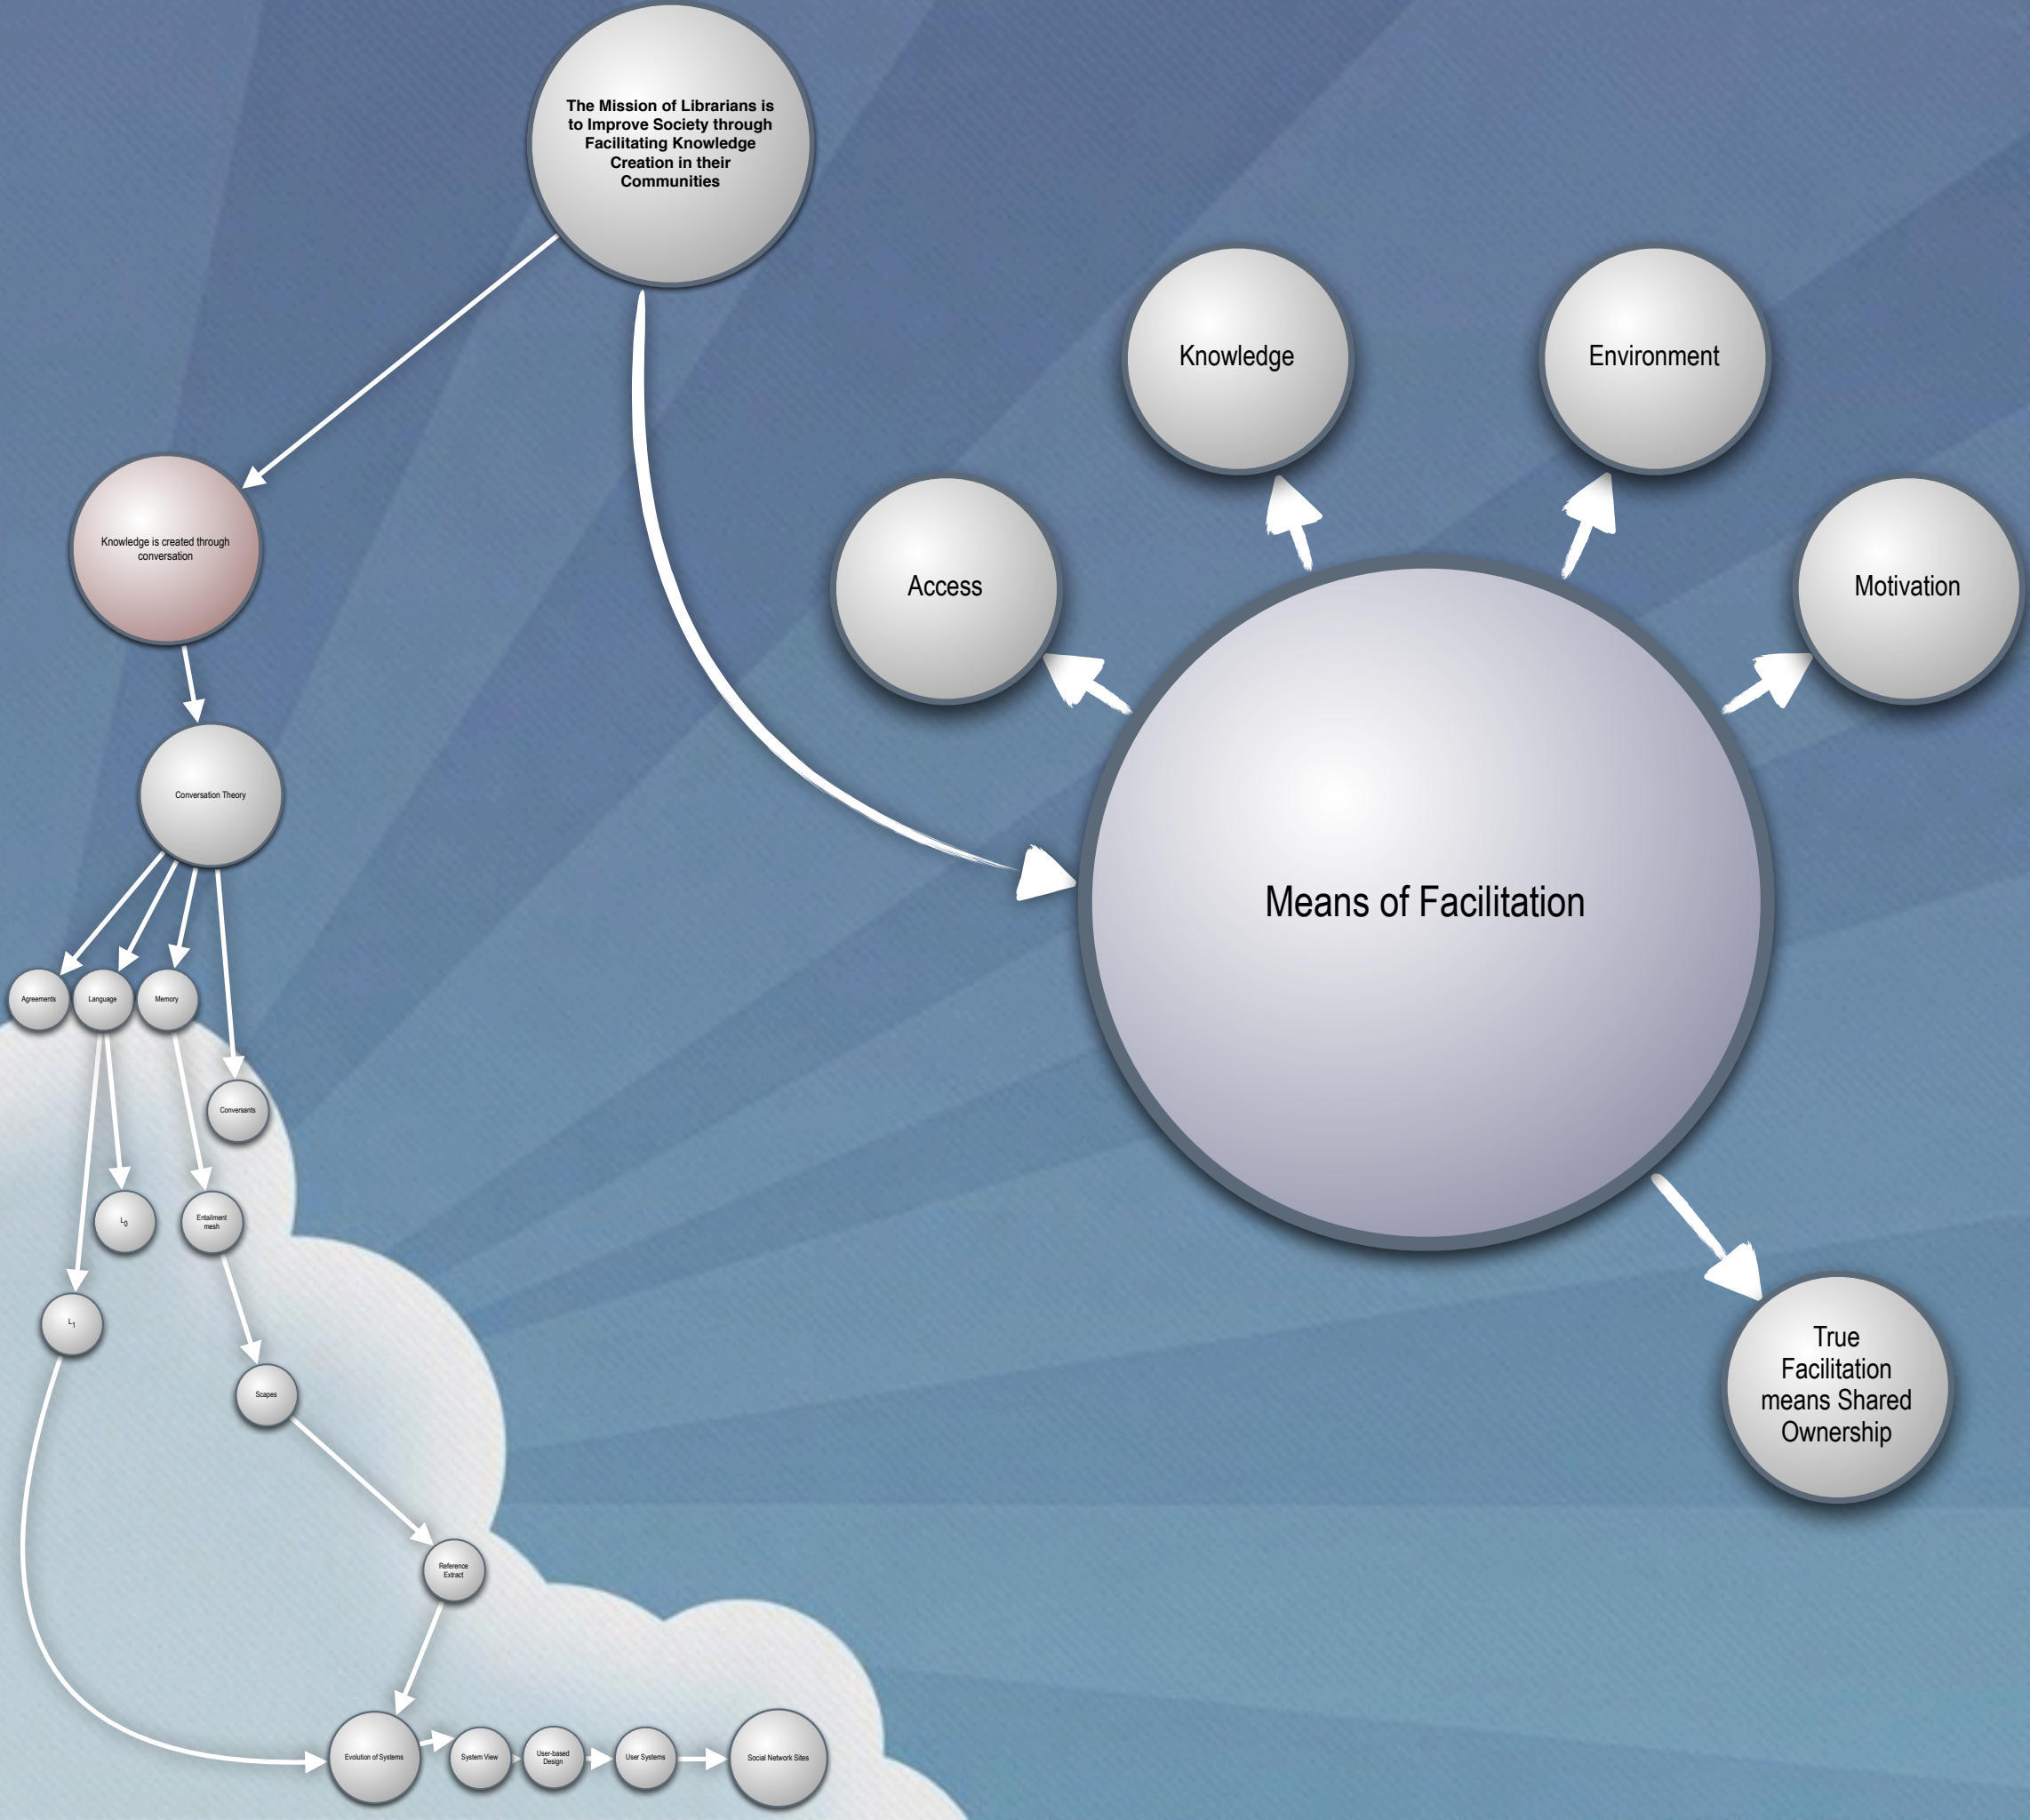 The Mission of Librarians is
to Improve Society through
Facilitating Knowledge
Creation in their
Communities
Knowledge
Environment
Access
Motivation
Knowledge is created through
conversation
Conversation Theory
Means of Facilitation
Agreements
Language
Memory
Conversants
L0
Entailment
mesh
L1
True
Facilitation
means Shared
Ownership
Scapes
Reference
Extract
Evolution of Systems
System View
User-based
Design
User Systems
Social Network Sites